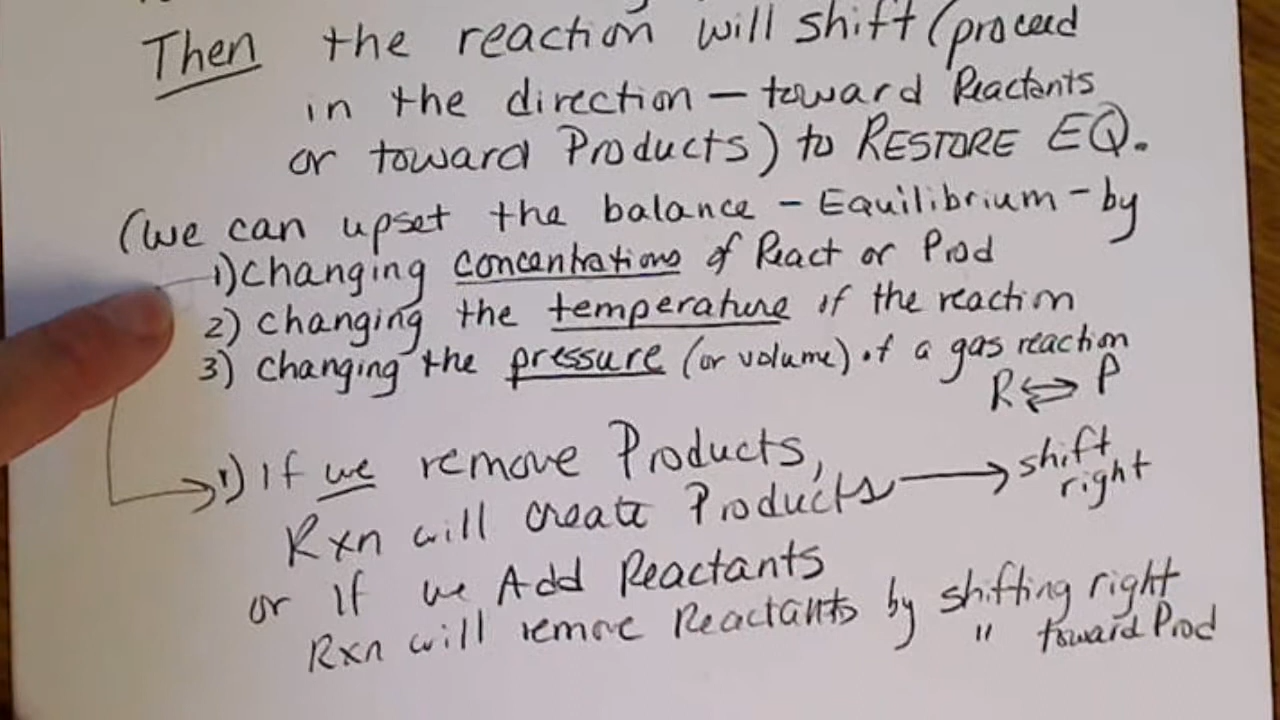 Then the reaction will shift (proceed
in the direction — toward Reactants
or toward Products) to RESTORE EQ.
(we can upset the balance - Equilibrium - by
1) changing concentrations of React or Prod
2) changing the temperature of the reaction
3) changing the pressure (or volume) of a gas reaction
R ⇌ P
1) If we remove Products,
Rxn will create Products ⟶ shift right
or If we Add Reactants
Rxn will remove Reactants by shifting right
" toward Prod